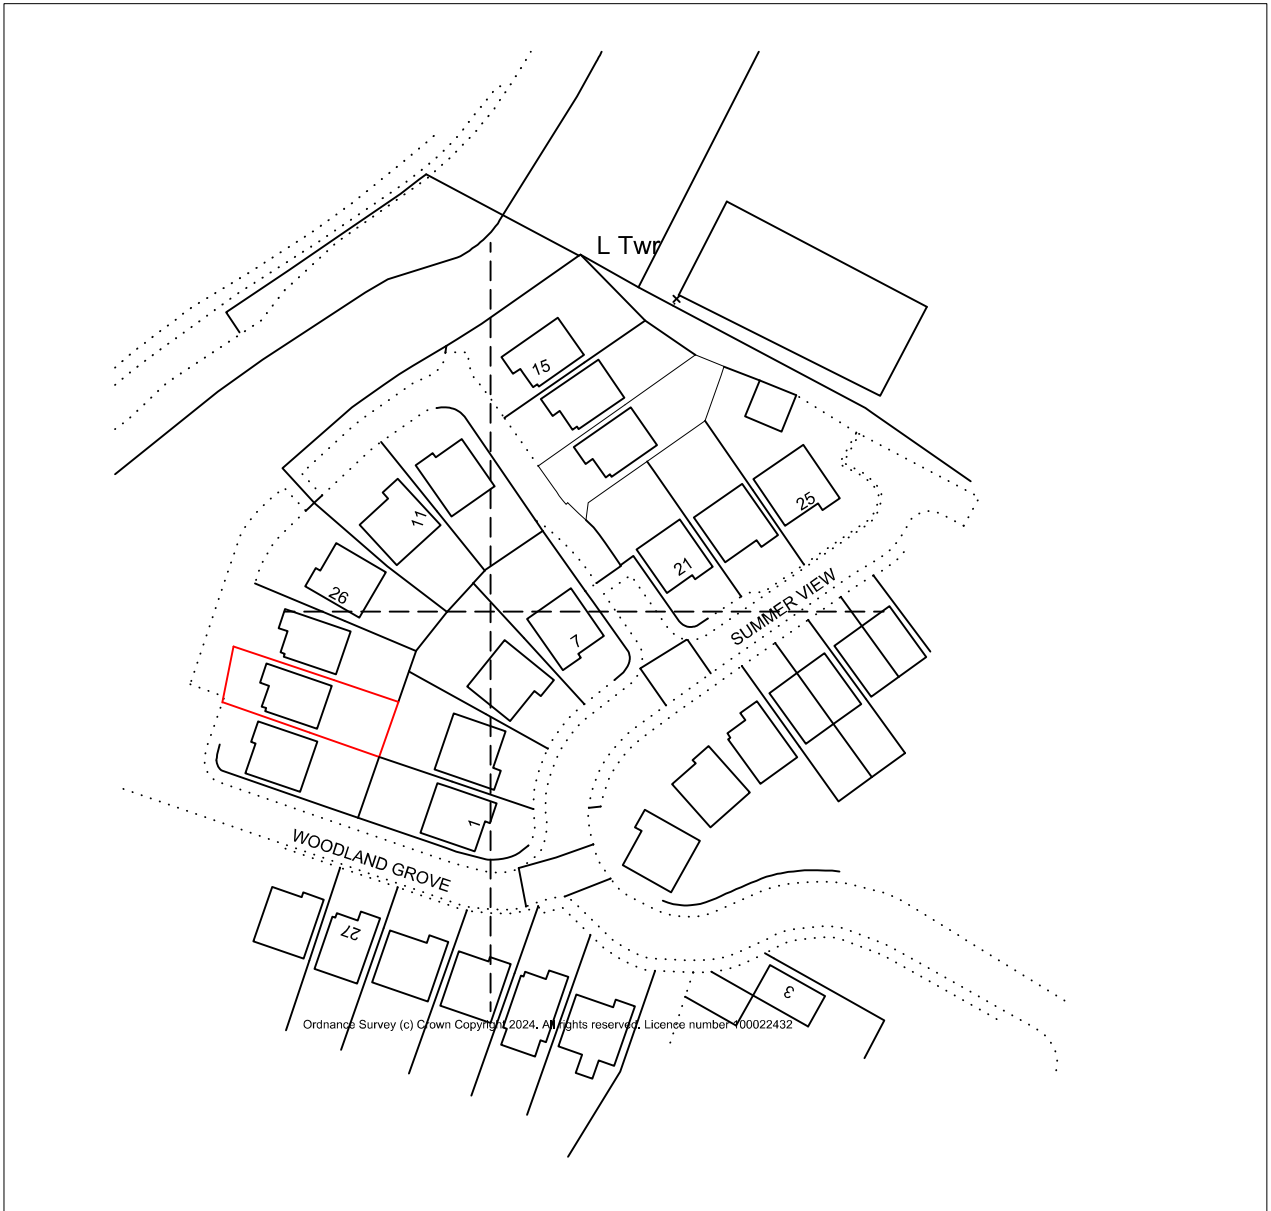 L Twr
15
11
25
21
26
SUMMER VIEW
7
1
WOODLAND GROVE
27
3
Ordnance Survey (c) Crown Copyright 2024. All rights reserved. Licence number 100022432